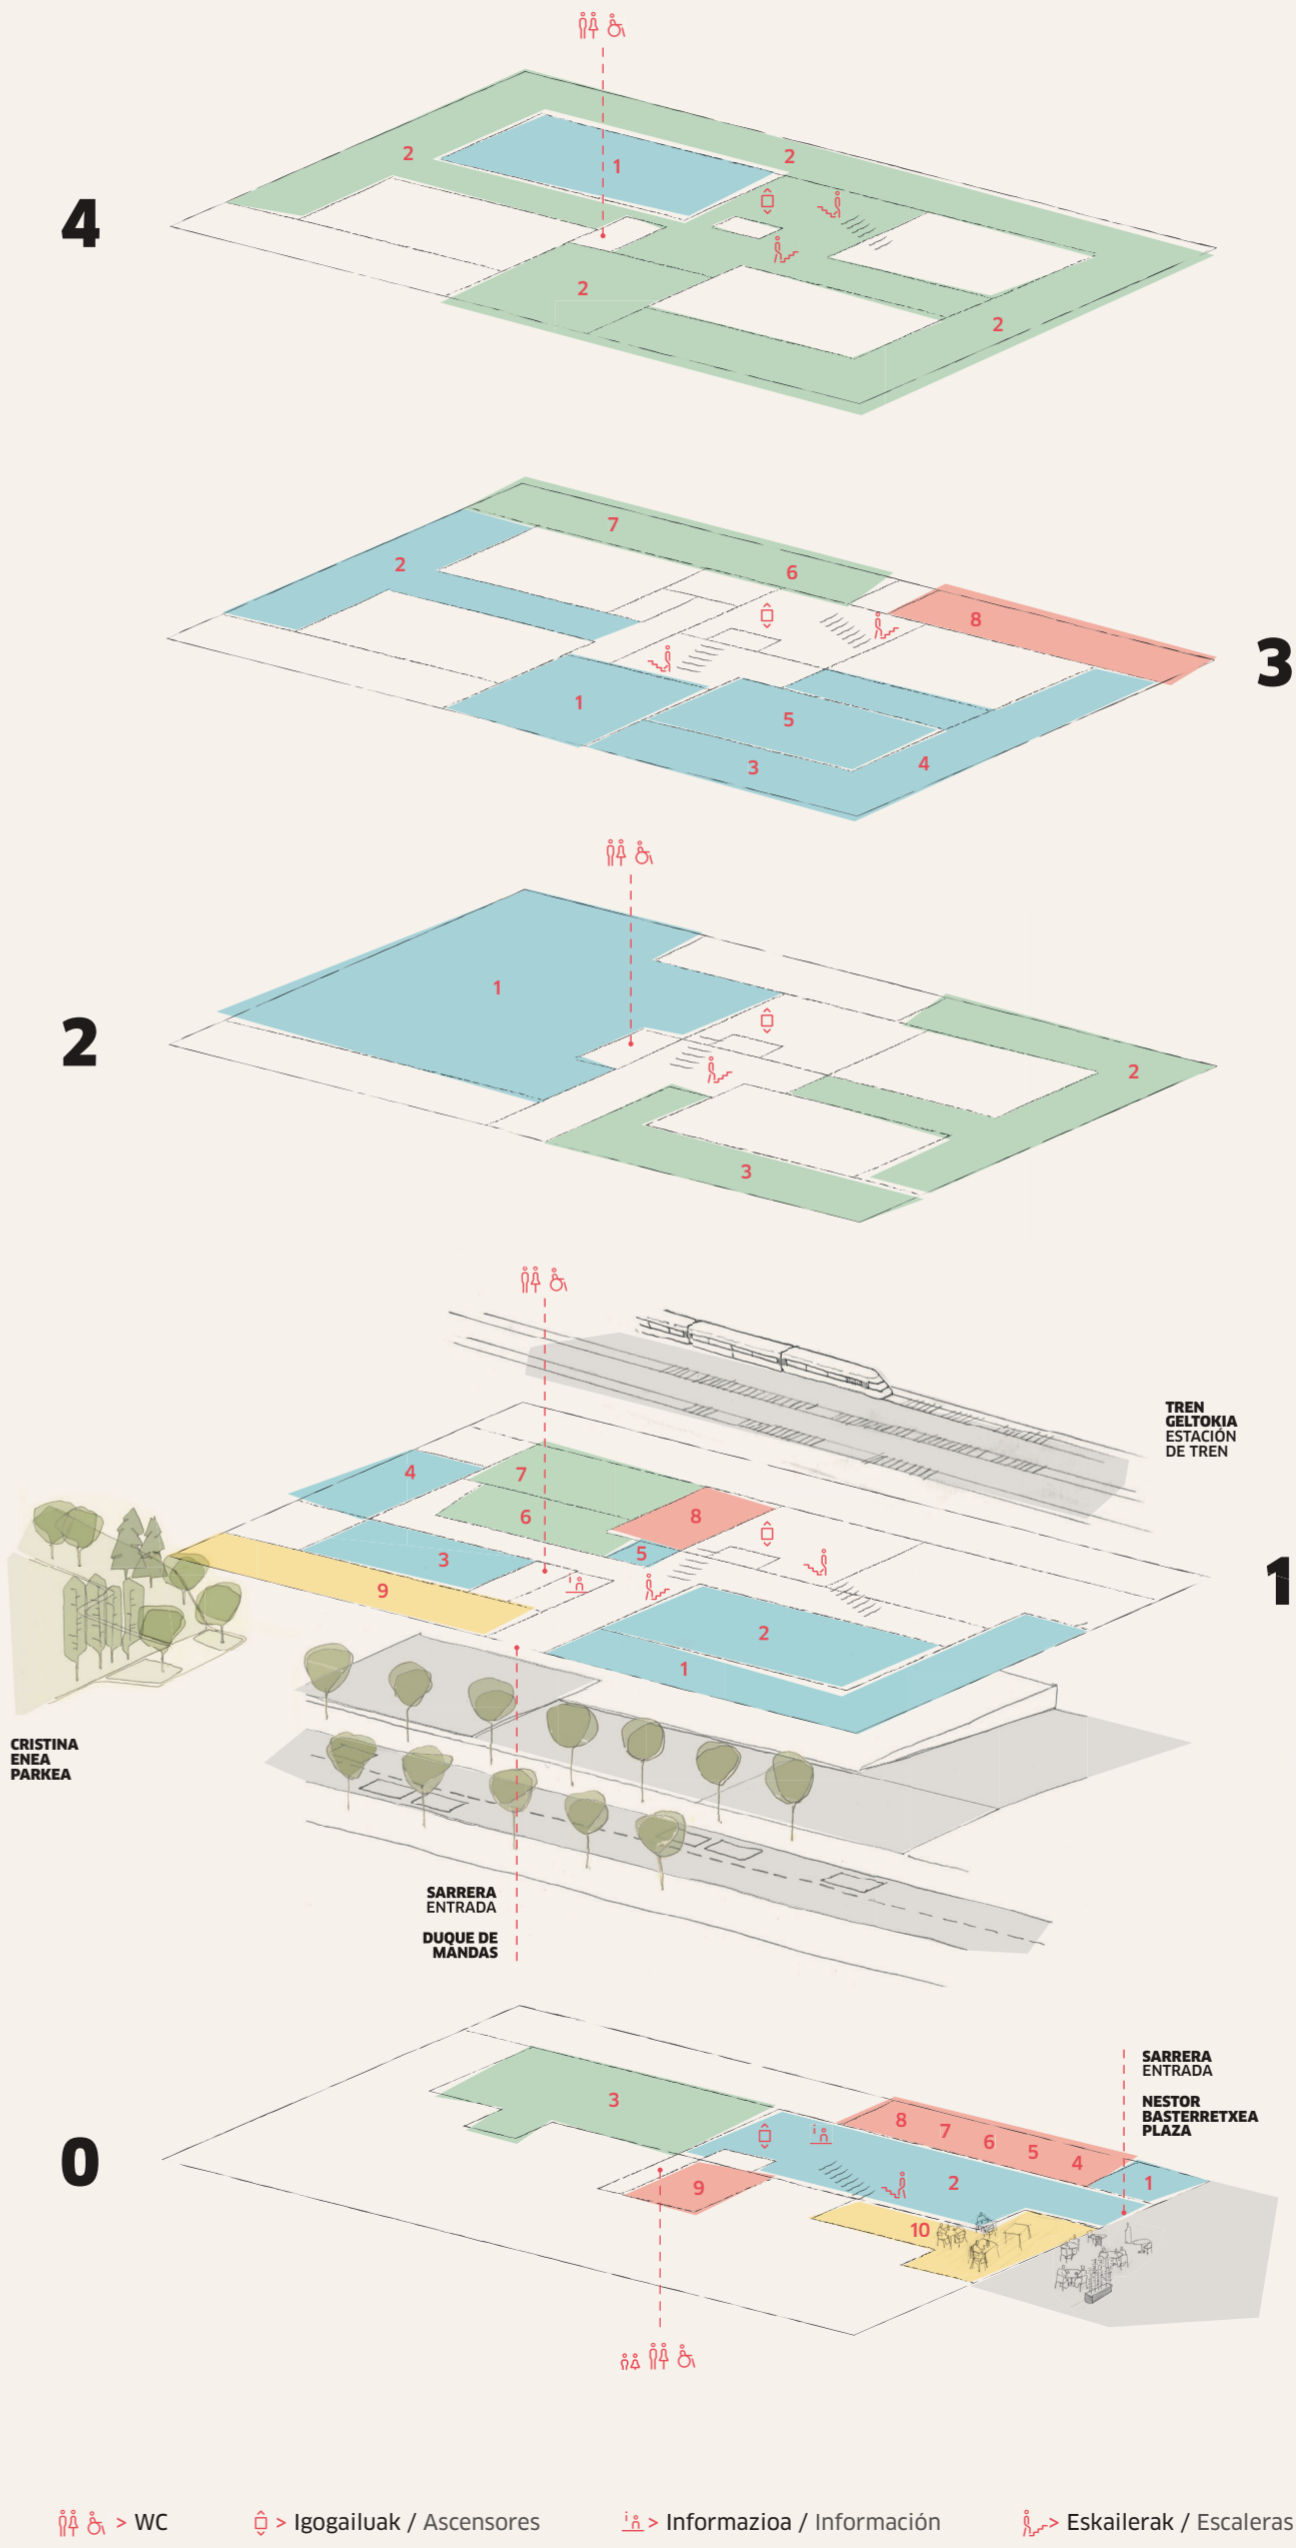 2
2
1
4
2
2
7
2
6
8
3
1
5
3
4
1
2
2
3
TREN
GELTOKIA
ESTACIÓN
DE TREN
4
7
6
8
5
3
1
9
2
1
CRISTINA
ENEA
PARKEA
SARRERA
ENTRADA
DUQUE DE
MANDAS
SARRERA
ENTRADA
NESTOR
BASTERRETXEA
PLAZA
3
8 7 6 5 4
0
9
2
1
10
> WC
> Igogailuak / Ascensores
> Informazioa / Información
> Eskailerak / Escaleras